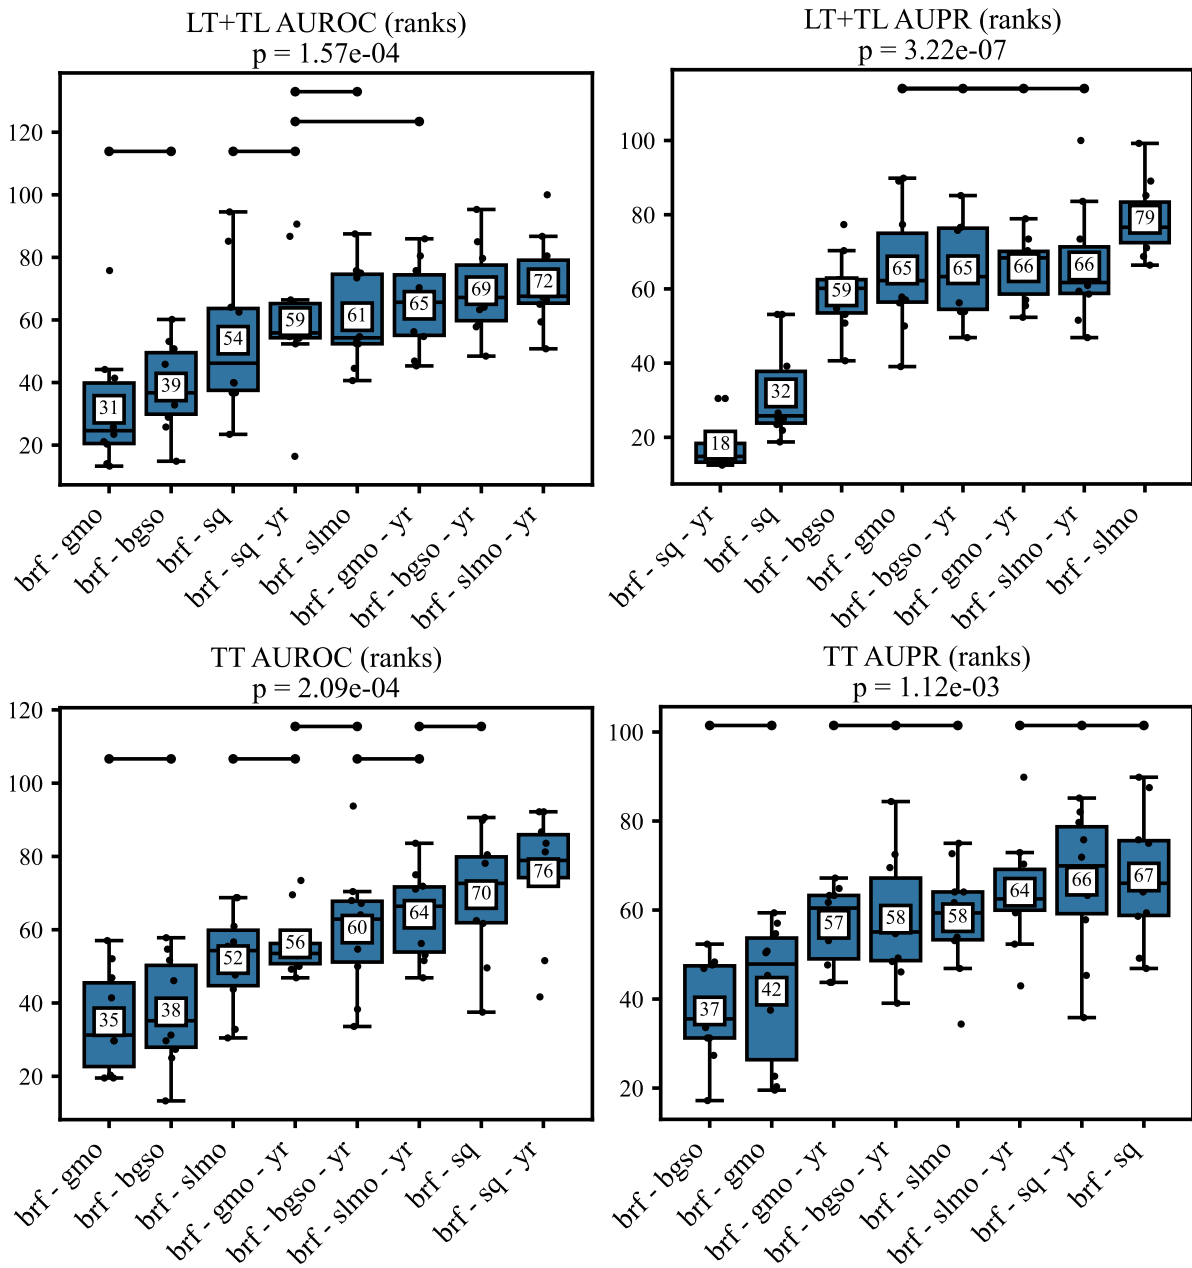 LT+TL AUROC (ranks)
p = 1.57e-04
120
100
80
60
40
20
31
39
54
59
61
65
69
72
brf - gmo
brf - bgso
brf - sq
brf - sq - yr
brf - slmo
brf - gmo - yr
brf - bgso - yr
brf - slmo - yr
LT+TL AUPR (ranks)
p = 3.22e-07
100
80
60
40
20
18
32
59
65
65
66
66
79
brf - sq - yr
brf - sq
brf - bgso
brf - gmo
brf - bgso - yr
brf - gmo - yr
brf - slmo - yr
brf - slmo
TT AUROC (ranks)
p = 2.09e-04
120
100
80
60
40
20
35
38
52
56
60
64
70
76
brf - gmo
brf - bgso
brf - slmo
brf - gmo - yr
brf - bgso - yr
brf - slmo - yr
brf - sq
brf - sq - yr
TT AUPR (ranks)
p = 1.12e-03
100
80
60
40
20
37
42
57
58
58
64
66
67
brf - bgso
brf - gmo
brf - gmo - yr
brf - bgso - yr
brf - slmo
brf - slmo - yr
brf - sq - yr
brf - sq